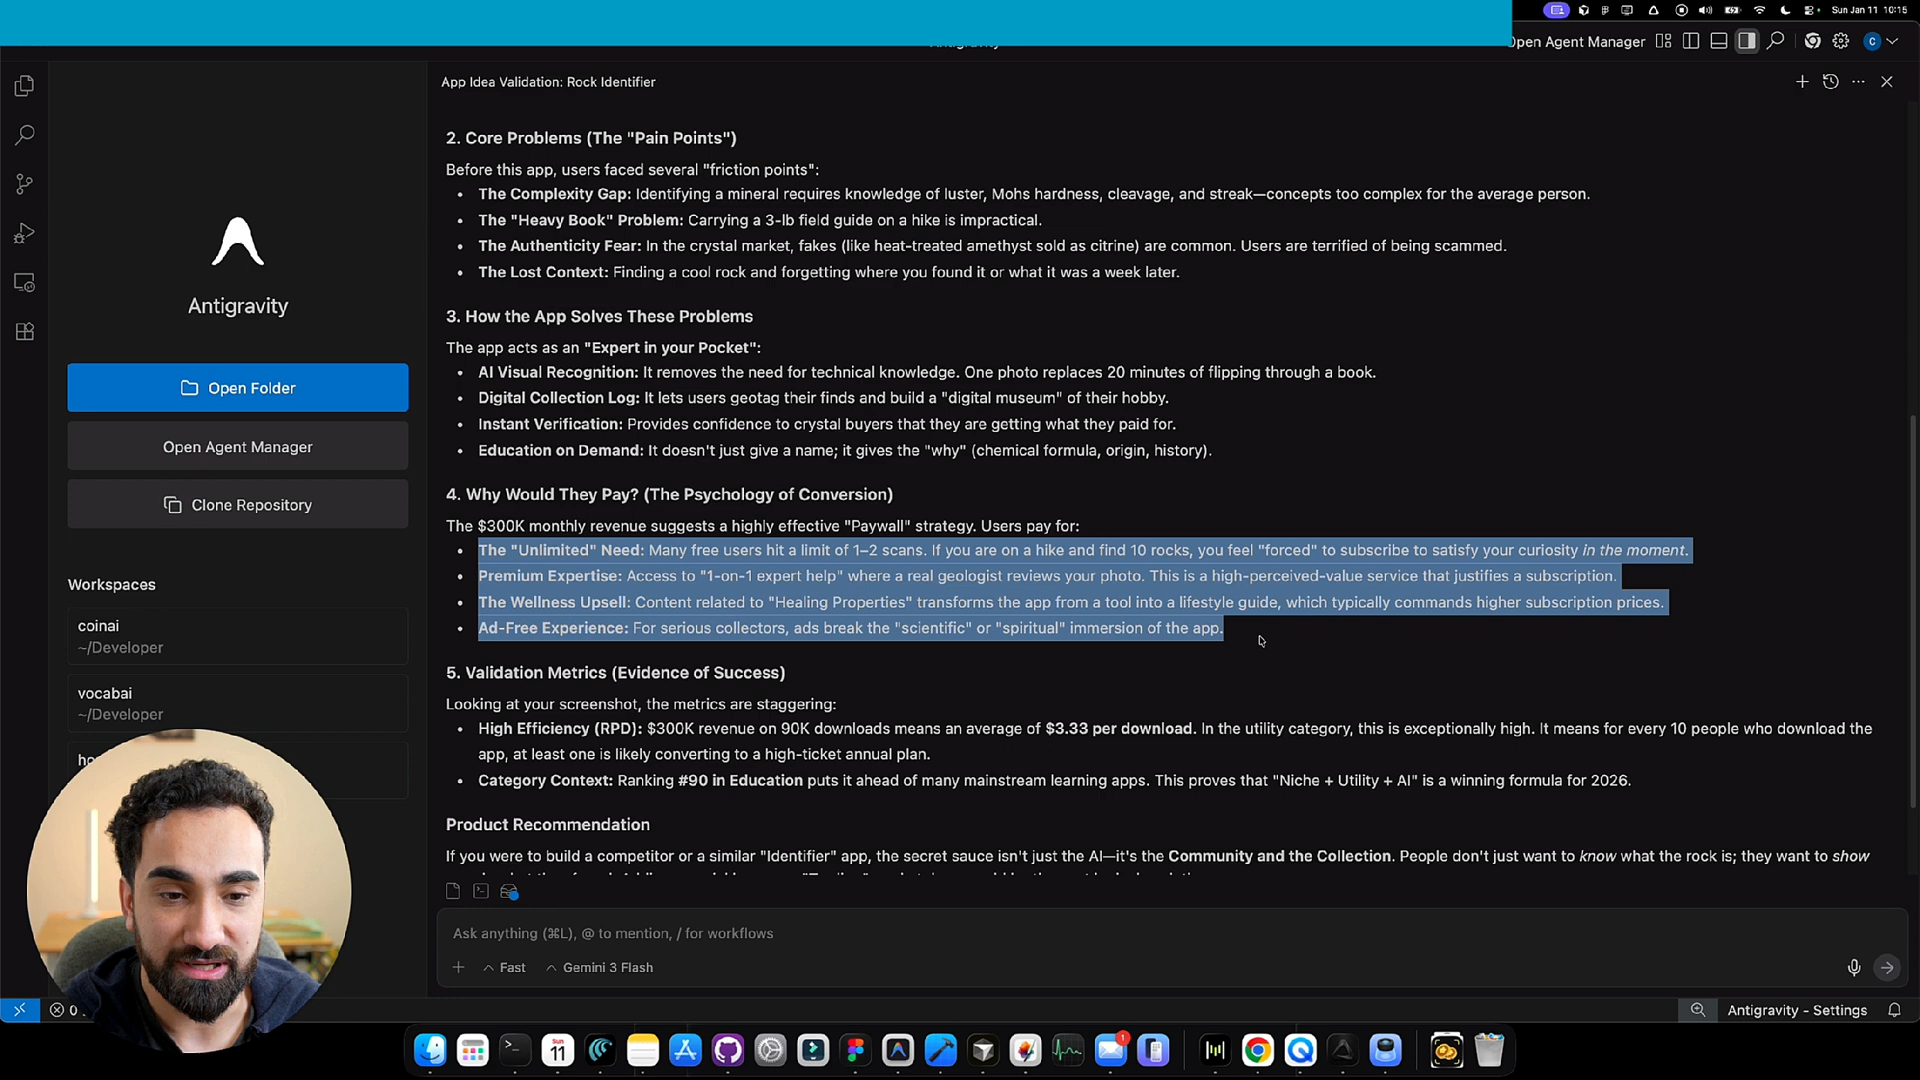 Sun Jan 11 10:15
Open Agent Manager
C
App Idea Validation: Rock Identifier
2. Core Problems (The "Pain Points")
Before this app, users faced several "friction points":
• The Complexity Gap: Identifying a mineral requires knowledge of luster, Mohs hardness, cleavage, and streak—concepts too complex for the average person.
• The "Heavy Book" Problem: Carrying a 3-lb field guide on a hike is impractical.
• The Authenticity Fear: In the crystal market, fakes (like heat-treated amethyst sold as citrine) are common. Users are terrified of being scammed.
• The Lost Context: Finding a cool rock and forgetting where you found it or what it was a week later.
3. How the App Solves These Problems
The app acts as an "Expert in your Pocket":
• AI Visual Recognition: It removes the need for technical knowledge. One photo replaces 20 minutes of flipping through a book.
• Digital Collection Log: It lets users geotag their finds and build a "digital museum" of their hobby.
• Instant Verification: Provides confidence to crystal buyers that they are getting what they paid for.
• Education on Demand: It doesn't just give a name; it gives the "why" (chemical formula, origin, history).
4. Why Would They Pay? (The Psychology of Conversion)
The $300K monthly revenue suggests a highly effective "Paywall" strategy. Users pay for:
• The "Unlimited" Need: Many free users hit a limit of 1–2 scans. If you are on a hike and find 10 rocks, you feel "forced" to subscribe to satisfy your curiosity in the moment.
• Premium Expertise: Access to "1-on-1 expert help" where a real geologist reviews your photo. This is a high-perceived-value service that justifies a subscription.
• The Wellness Upsell: Content related to "Healing Properties" transforms the app from a tool into a lifestyle guide, which typically commands higher subscription prices.
• Ad-Free Experience: For serious collectors, ads break the "scientific" or "spiritual" immersion of the app.
5. Validation Metrics (Evidence of Success)
Looking at your screenshot, the metrics are staggering:
• High Efficiency (RPD): $300K revenue on 90K downloads means an average of $3.33 per download. In the utility category, this is exceptionally high. It means for every 10 people who download the
app, at least one is likely converting to a high-ticket annual plan.
• Category Context: Ranking #90 in Education puts it ahead of many mainstream learning apps. This proves that "Niche + Utility + AI" is a winning formula for 2026.
Product Recommendation
If you were to build a competitor or a similar "Identifier" app, the secret sauce isn't just the AI—it's the Community and the Collection. People don't just want to know what the rock is; they want to show
Ask anything (⌘L), @ to mention, / for workflows
Fast
Gemini 3 Flash
Antigravity
Open Folder
Open Agent Manager
Clone Repository
Workspaces
coinai
~/Developer
vocabai
~/Developer
0
Antigravity - Settings
Sun
11
1